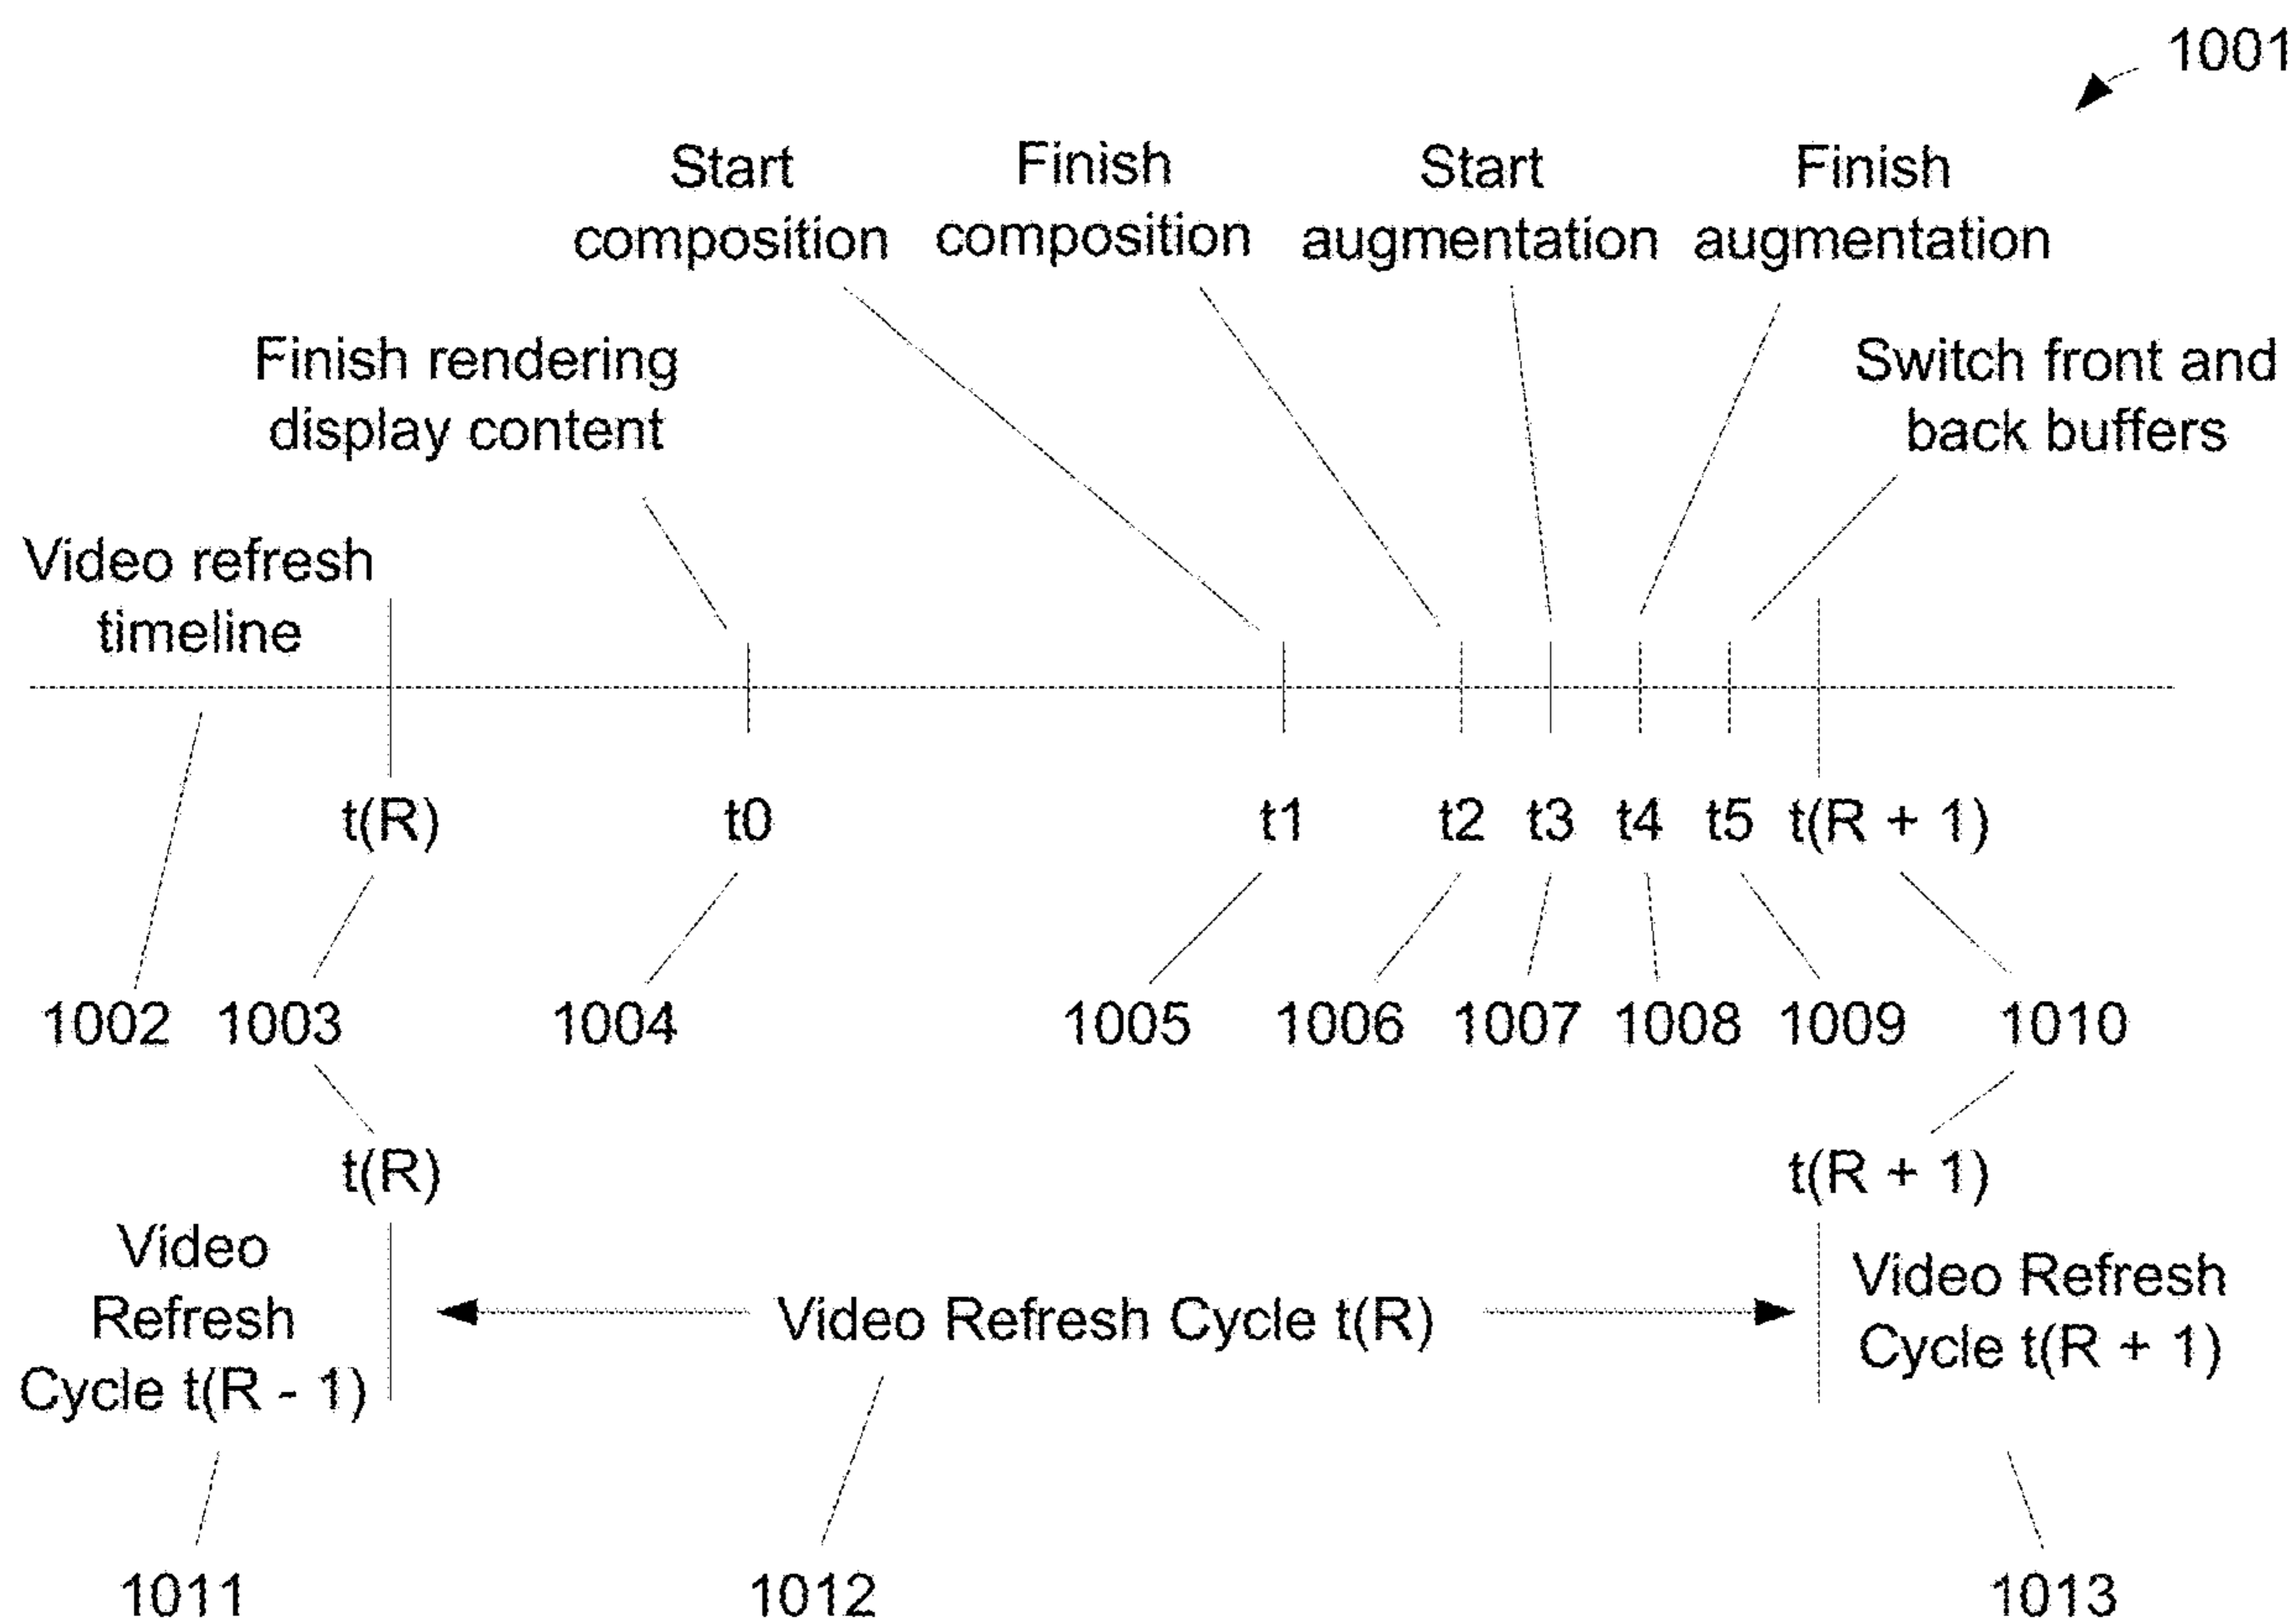 1001
Start
composition
Finish
composition
Start
augmentation
Finish
augmentation
Finish rendering
display content
Switch front and
back buffers
Video refresh
timeline
t(R)
t0
t1
t2
t3
t4
t5
t(R + 1)
1002
1003
1004
1005
1006
1007
1008
1009
1010
t(R)
t(R + 1)
Video
Refresh
Cycle t(R - 1)
Video Refresh Cycle t(R)
Video Refresh
Cycle t(R + 1)
1011
1012
1013